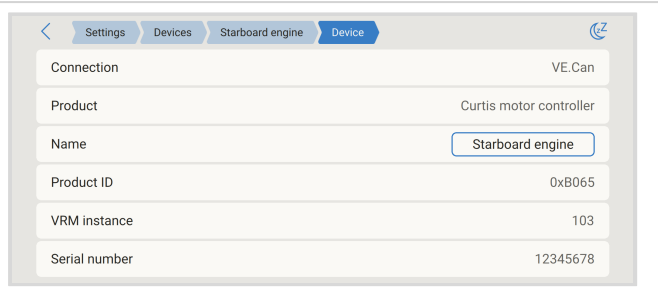 Settings Devices Starboard engine Device
Connection VE.Can
Product Curtis motor controller
Name Starboard engine
Product ID 0xB065
VRM instance 103
Serial number 12345678